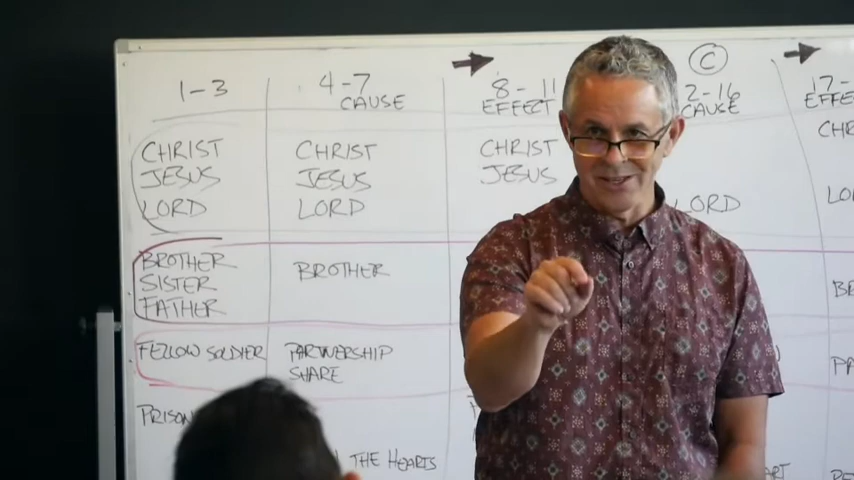 1-3
CHRIST
JESUS
LORD
BROTHER
SISTER
FATHER
FELLOW SOLDIER
4-7
CAUSE
CHRIST
JESUS
LORD
BROTHER
PARTNERSHIP
SHARE
THE HEARTS
8-11
EFFECT
CHRIST
JESUS
C
2-16
CAUSE
LORD
17-